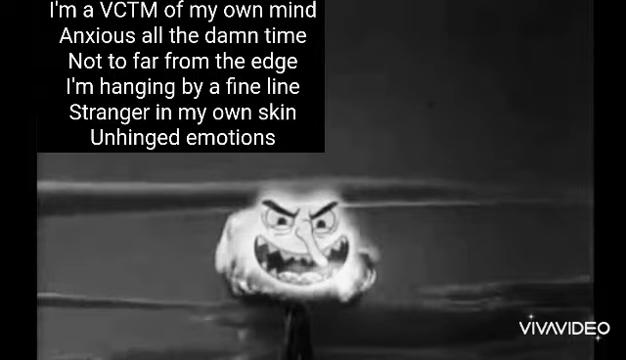 I'm a VCTM of my own mind
Anxious all the damn time
Not to far from the edge
I'm hanging by a fine line
Stranger in my own skin
Unhinged emotions
VIVAVIDEO